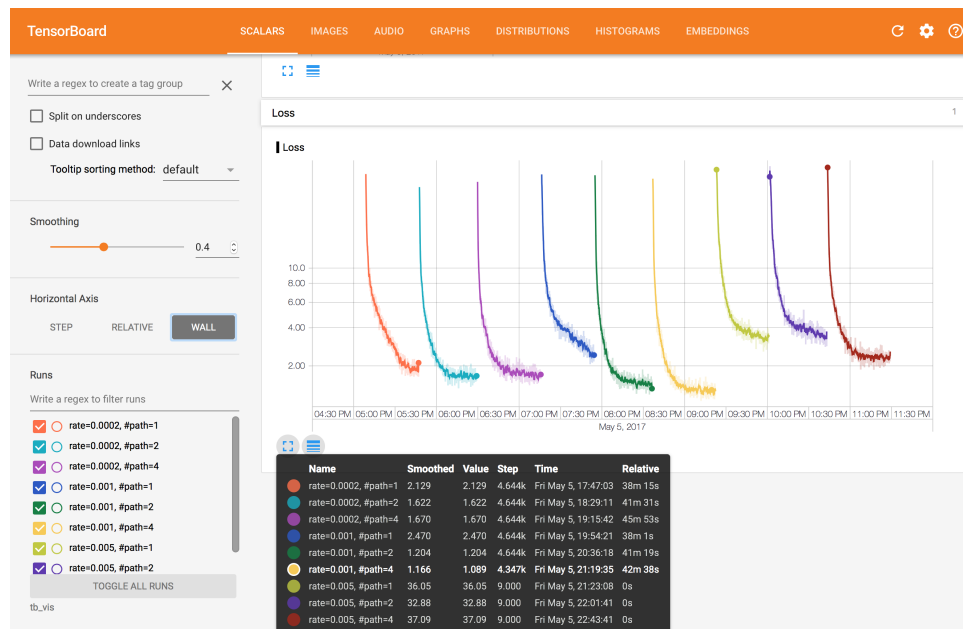 TensorBoard SCALARS IMAGES AUDIO GRAPHS DISTRIBUTIONS HISTOGRAMS EMBEDDINGS
Write a regex to create a tag group
Split on underscores
Data download links
Tooltip sorting method: default
Smoothing
0.4
Horizontal Axis
STEP RELATIVE WALL
Runs
Write a regex to filter runs
rate=0.0002, #path=1
rate=0.0002, #path=2
rate=0.0002, #path=4
rate=0.001, #path=1
rate=0.001, #path=2
rate=0.001, #path=4
rate=0.005, #path=1
rate=0.005, #path=2
TOGGLE ALL RUNS
tb_vis
Loss 1
Loss
10.0
8.00
6.00
4.00
2.00
04:30 PM 05:00 PM 05:30 PM 06:00 PM 06:30 PM 07:00 PM 07:30 PM 08:00 PM 08:30 PM 09:00 PM 09:30 PM 10:00 PM 10:30 PM 11:00 PM 11:30 PM
May 5, 2017
Name Smoothed Value Step Time Relative
rate=0.0002, #path=1 2.129 2.129 4.644k Fri May 5, 17:47:03 38m 15s
rate=0.0002, #path=2 1.622 1.622 4.644k Fri May 5, 18:29:11 41m 31s
rate=0.0002, #path=4 1.670 1.670 4.644k Fri May 5, 19:15:42 45m 53s
rate=0.001, #path=1 2.470 2.470 4.644k Fri May 5, 19:54:21 38m 1s
rate=0.001, #path=2 1.204 1.204 4.644k Fri May 5, 20:36:18 41m 19s
rate=0.001, #path=4 1.166 1.089 4.347k Fri May 5, 21:19:35 42m 38s
rate=0.005, #path=1 36.05 36.05 9.000 Fri May 5, 21:23:08 0s
rate=0.005, #path=2 32.88 32.88 9.000 Fri May 5, 22:01:41 0s
rate=0.005, #path=4 37.09 37.09 9.000 Fri May 5, 22:43:41 0s